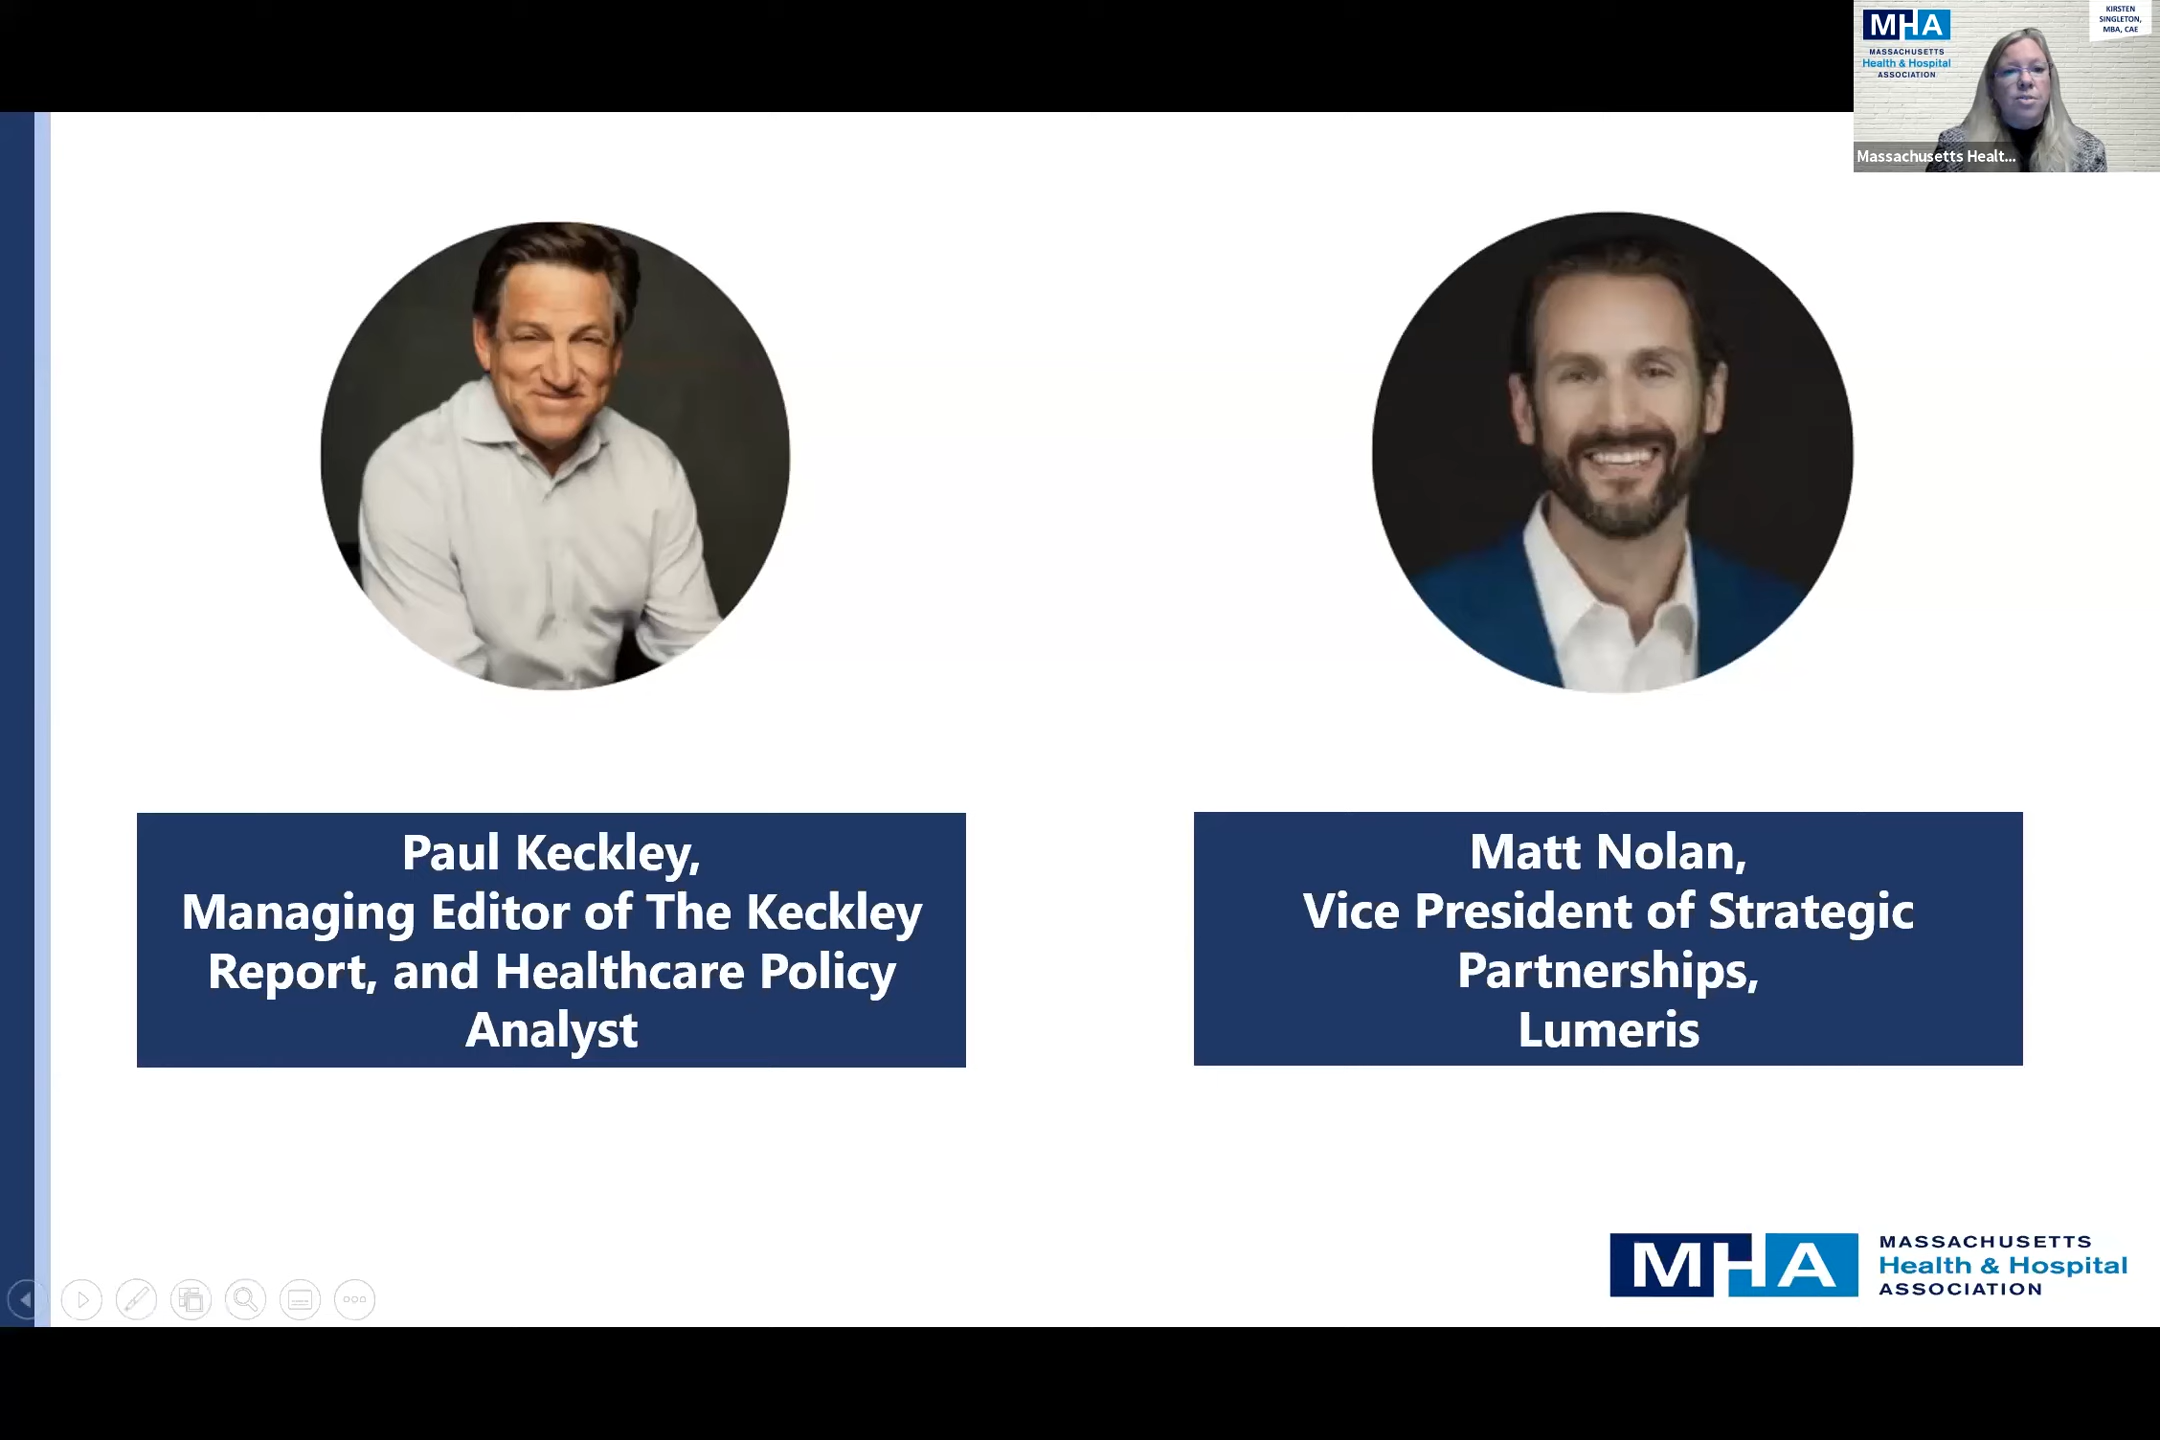 MHA
MASSACHUSETTS
Health & Hospital
ASSOCIATION
KIRSTEN
SINGLETON,
MBA, CAE
Massachusetts Healt...
Paul Keckley,
Managing Editor of The Keckley
Report, and Healthcare Policy
Analyst
Matt Nolan,
Vice President of Strategic
Partnerships,
Lumeris
MHA
MASSACHUSETTS
Health & Hospital
ASSOCIATION